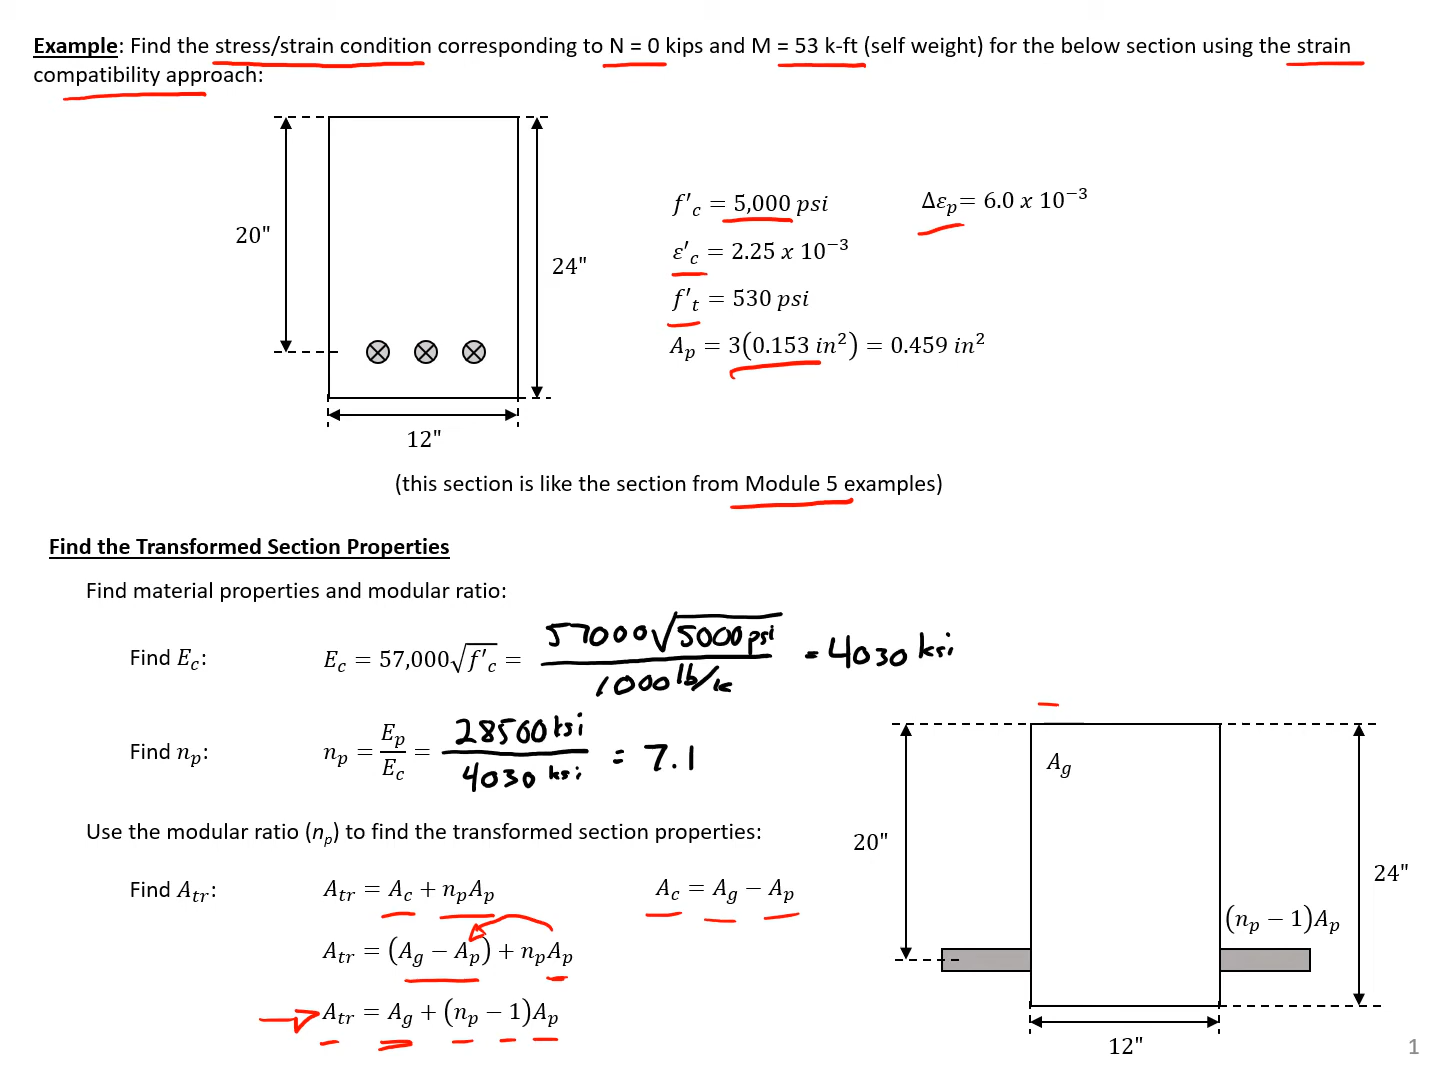 Example: Find the stress/strain condition corresponding to N = 0 kips and M = 53 k-ft (self weight) for the below section using the strain
compatibility approach:
20"
24"
12"
f'c = 5,000 psi
Δεp= 6.0 x 10⁻³
ε'c = 2.25 x 10⁻³
f't = 530 psi
Ap = 3(0.153 in²) = 0.459 in²
(this section is like the section from Module 5 examples)
Find the Transformed Section Properties
Find material properties and modular ratio:
Find Ec: Ec = 57,000√f'c = 57000√5000psi / 1000 lb/k = 4030 ksi
Find np: np = Ep/Ec = 28500 ksi / 4030 ksi = 7.1
Use the modular ratio (np) to find the transformed section properties:
Find Atr: Atr = Ac + npAp Ac = Ag − Ap
Atr = (Ag − Ap) + npAp
Atr = Ag + (np − 1)Ap
Ag
20"
24"
(np − 1)Ap
12"
1